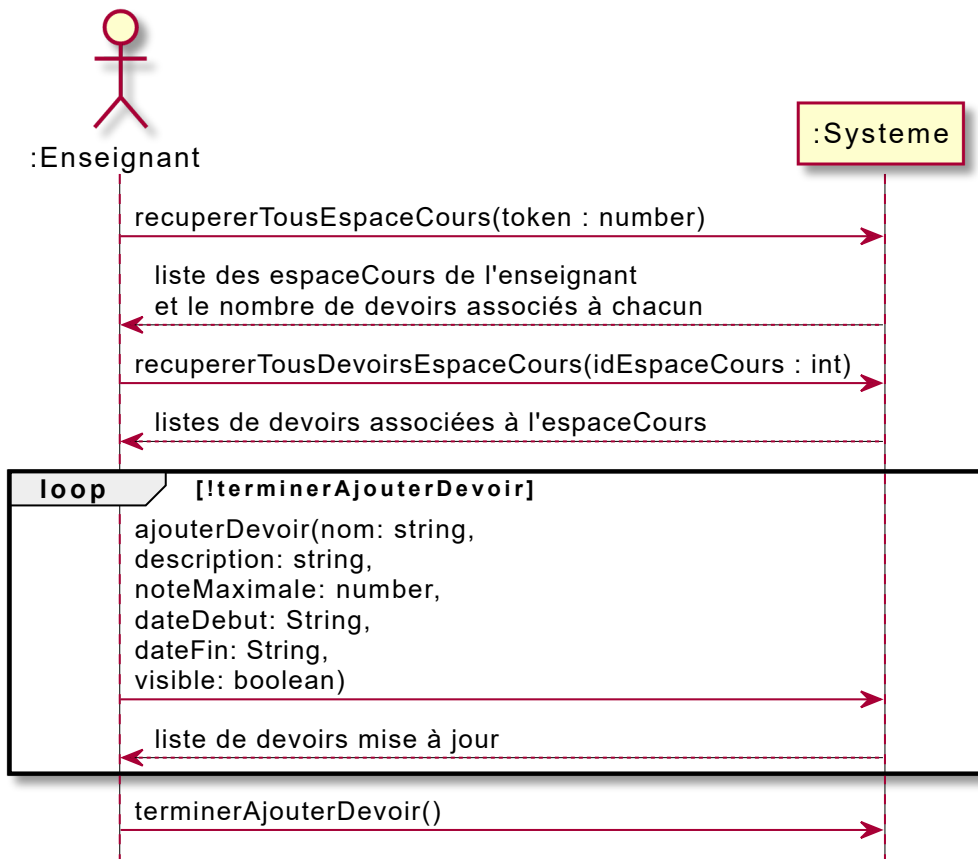 :Enseignant
:Systeme
recupererTousEspaceCours(token : number)
liste des espaceCours de l'enseignant
et le nombre de devoirs associés à chacun
recupererTousDevoirsEspaceCours(idEspaceCours : int)
listes de devoirs associées à l'espaceCours
loop [!terminerAjouterDevoir]
ajouterDevoir(nom: string,
description: string,
noteMaximale: number,
dateDebut: String,
dateFin: String,
visible: boolean)
liste de devoirs mise à jour
terminerAjouterDevoir()